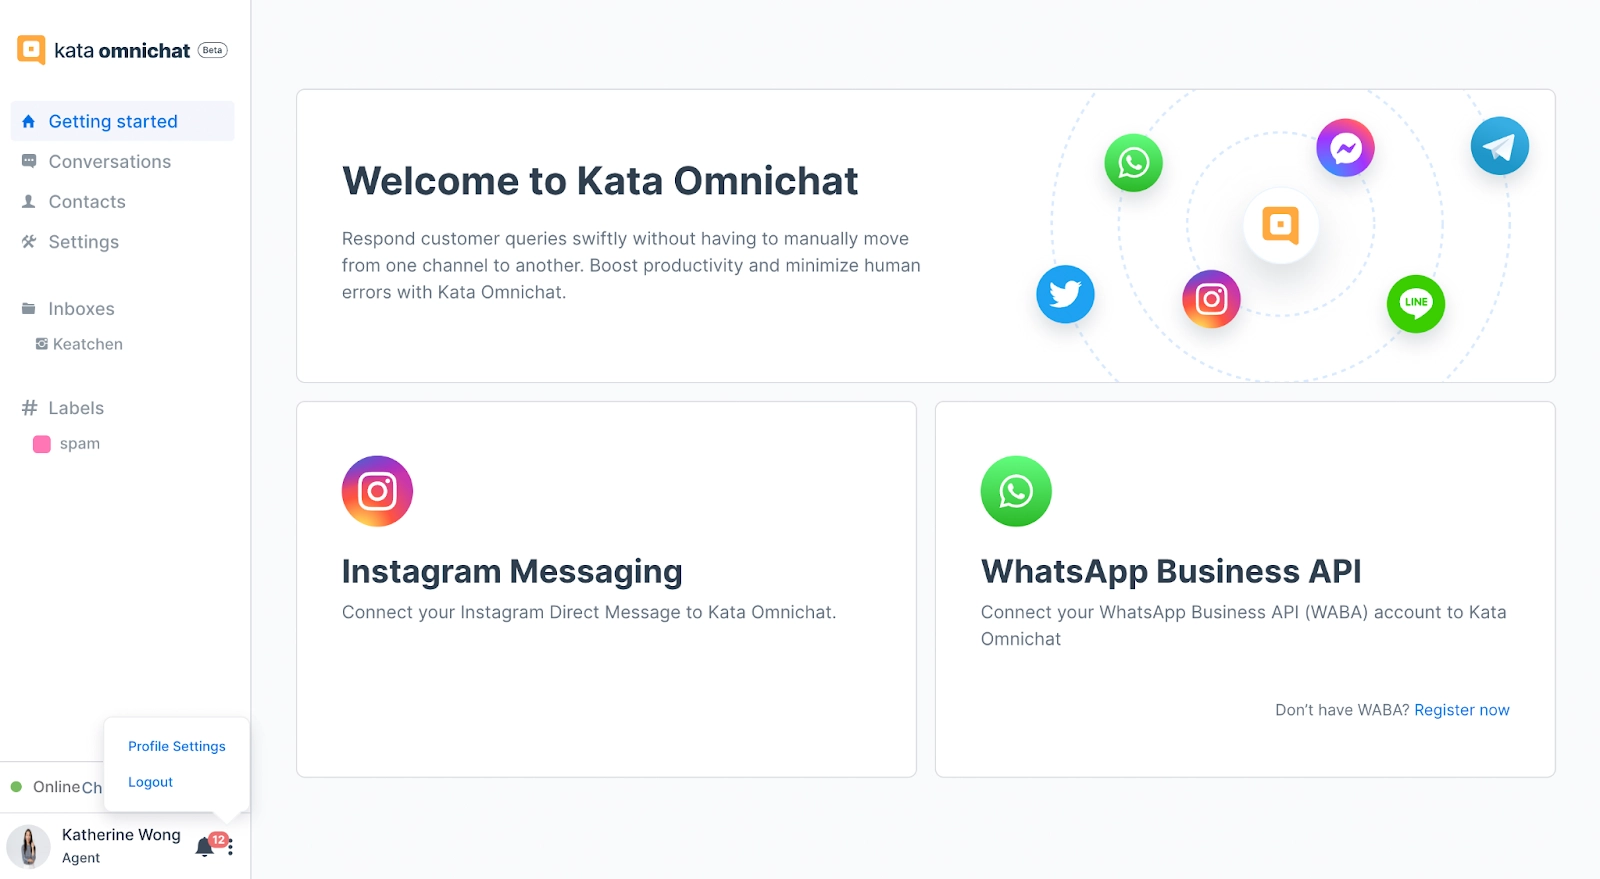 kata omnichat Beta
Getting started
Conversations
Contacts
Settings
Inboxes
Keatchen
# Labels
spam
Profile Settings
Logout
Online Ch
Katherine Wong
Agent
12
Welcome to Kata Omnichat
Respond customer queries swiftly without having to manually move
from one channel to another. Boost productivity and minimize human
errors with Kata Omnichat.
LINE
Instagram Messaging
Connect your Instagram Direct Message to Kata Omnichat.
WhatsApp Business API
Connect your WhatsApp Business API (WABA) account to Kata
Omnichat
Don’t have WABA? Register now